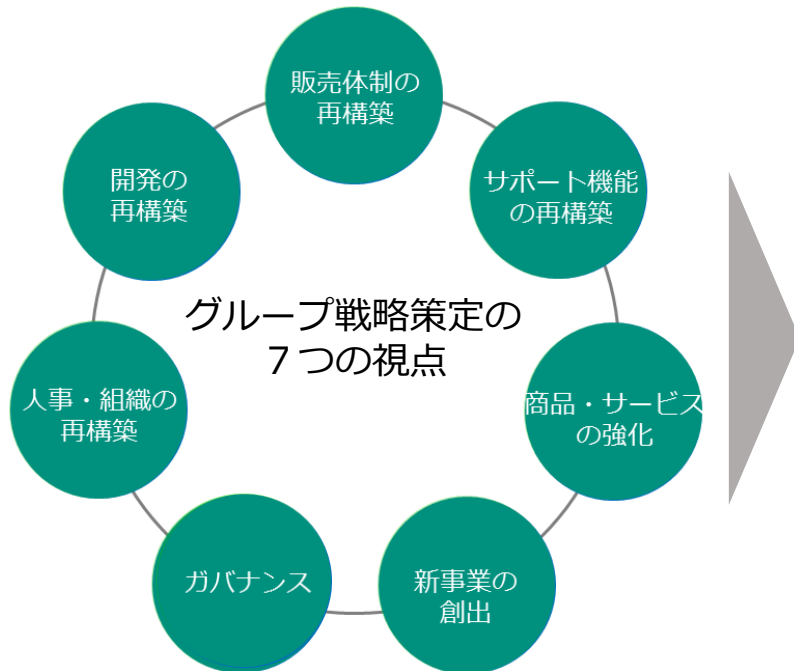 販売体制の
再構築
サポート機能
の再構築
商品・サービス
の強化
新事業の
創出
ガバナンス
人事・組織の
再構築
開発の
再構築
グループ戦略策定の
７つの視点